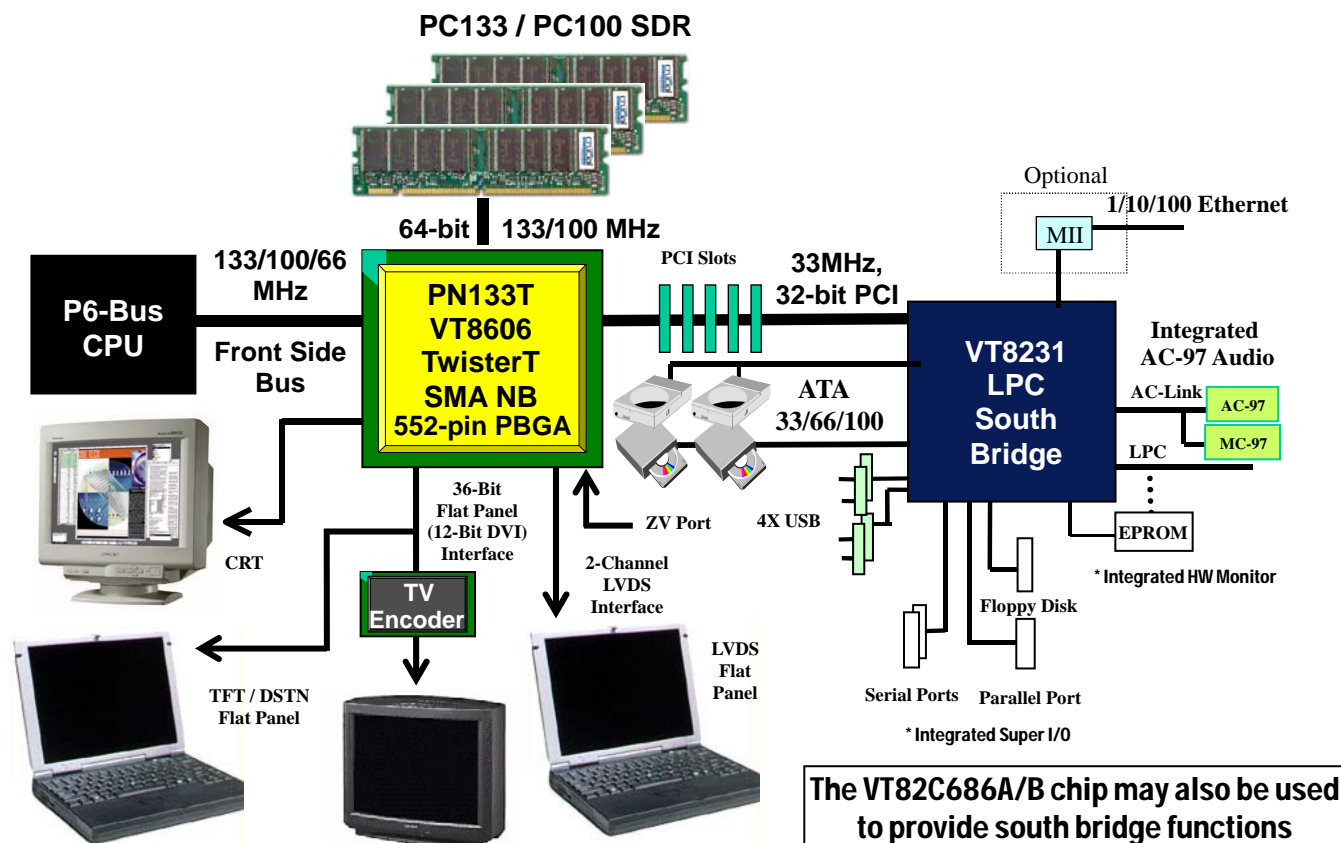 PC133 / PC100 SDR
Optional
1/10/100 Ethernet
MII
64-bit
133/100 MHz
133/100/66
MHz
PCI Slots
33MHz,
32-bit PCI
P6-Bus
CPU
PN133T
VT8606
TwisterT
SMA NB
552-pin PBGA
Front Side
Bus
VT8231
LPC
South
Bridge
Integrated
AC-97 Audio
AC-Link
AC-97
MC-97
LPC
ATA
33/66/100
EPROM
* Integrated HW Monitor
36-Bit
Flat Panel
(12-Bit DVI)
Interface
ZV Port
4X USB
CRT
2-Channel
LVDS
Interface
TV
Encoder
Floppy Disk
TFT / DSTN
Flat Panel
LVDS
Flat
Panel
Serial Ports
Parallel Port
* Integrated Super I/O
The VT82C686A/B chip may also be used
to provide south bridge functions